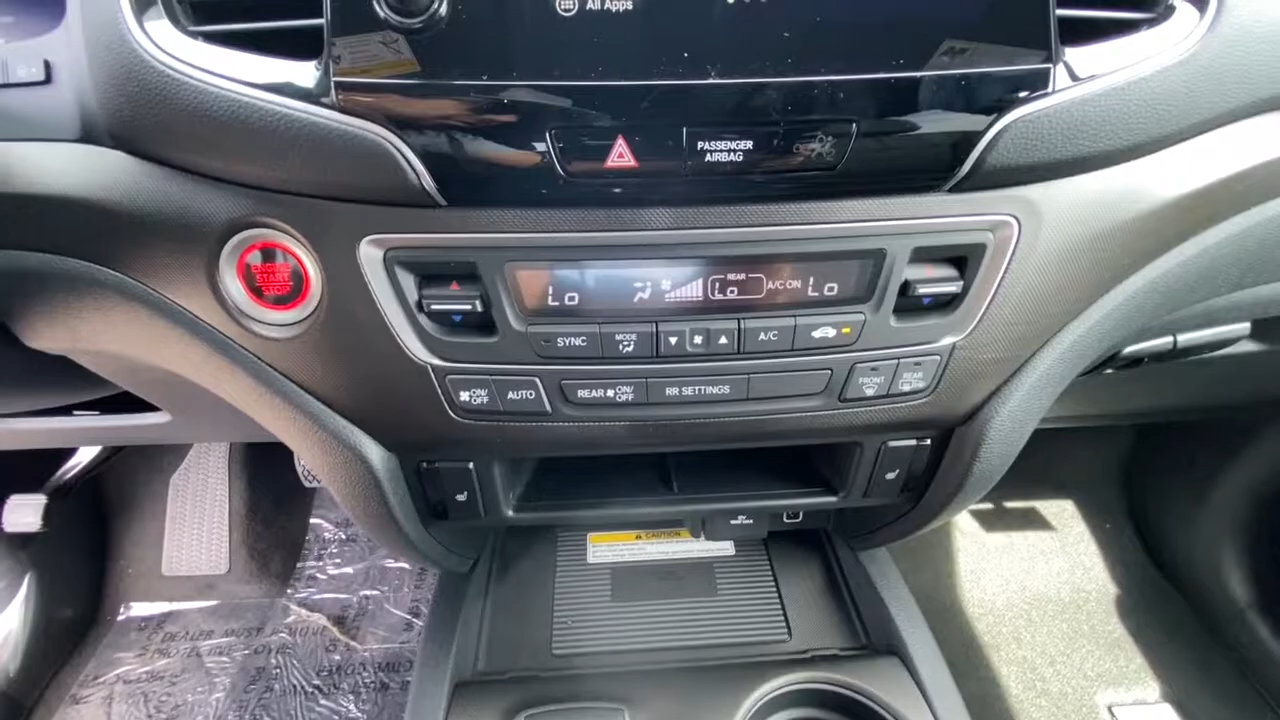 All Apps
PASSENGER
AIRBAG
ENGINE
START
STOP
Lo
REAR
Lo
A/C ON
Lo
SYNC
MODE
A/C
ON/
OFF
AUTO
REAR
ON/
OFF
RR SETTINGS
FRONT
REAR
CAUTION
DEALER MUST REMOVE
PROTECTIVE COVER